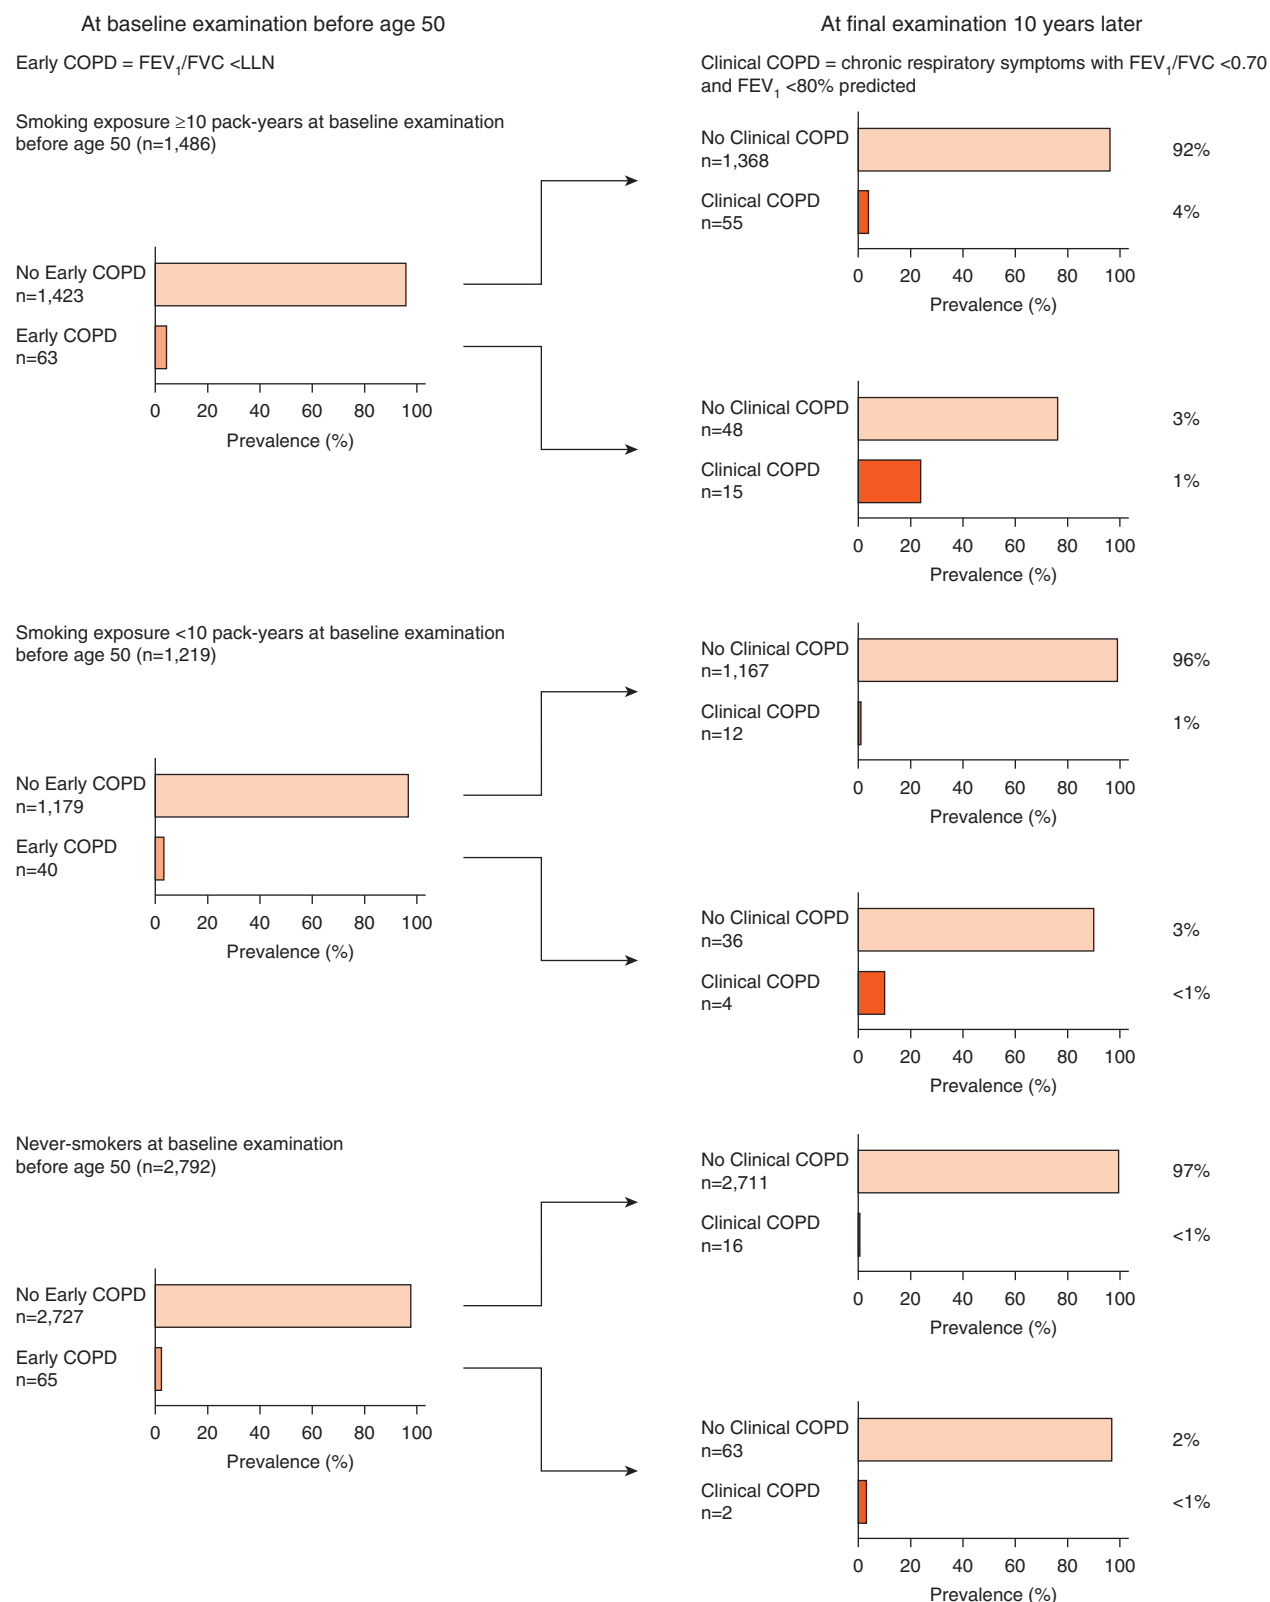 At baseline examination before age 50
Early COPD = FEV1/FVC <LLN
Smoking exposure ≥10 pack-years at baseline examination
before age 50 (n=1,486)
No Early COPD
n=1,423
Early COPD
n=63
0 20 40 60 80 100
Prevalence (%)
At final examination 10 years later
Clinical COPD = chronic respiratory symptoms with FEV1/FVC <0.70
and FEV1 <80% predicted
No Clinical COPD
n=1,368
92%
Clinical COPD
n=55
4%
0 20 40 60 80 100
Prevalence (%)
No Clinical COPD
n=48
3%
Clinical COPD
n=15
1%
0 20 40 60 80 100
Prevalence (%)
Smoking exposure <10 pack-years at baseline examination
before age 50 (n=1,219)
No Early COPD
n=1,179
Early COPD
n=40
0 20 40 60 80 100
Prevalence (%)
No Clinical COPD
n=1,167
96%
Clinical COPD
n=12
1%
0 20 40 60 80 100
Prevalence (%)
No Clinical COPD
n=36
3%
Clinical COPD
n=4
<1%
0 20 40 60 80 100
Prevalence (%)
Never-smokers at baseline examination
before age 50 (n=2,792)
No Early COPD
n=2,727
Early COPD
n=65
0 20 40 60 80 100
Prevalence (%)
No Clinical COPD
n=2,711
97%
Clinical COPD
n=16
<1%
0 20 40 60 80 100
Prevalence (%)
No Clinical COPD
n=63
2%
Clinical COPD
n=2
<1%
0 20 40 60 80 100
Prevalence (%)